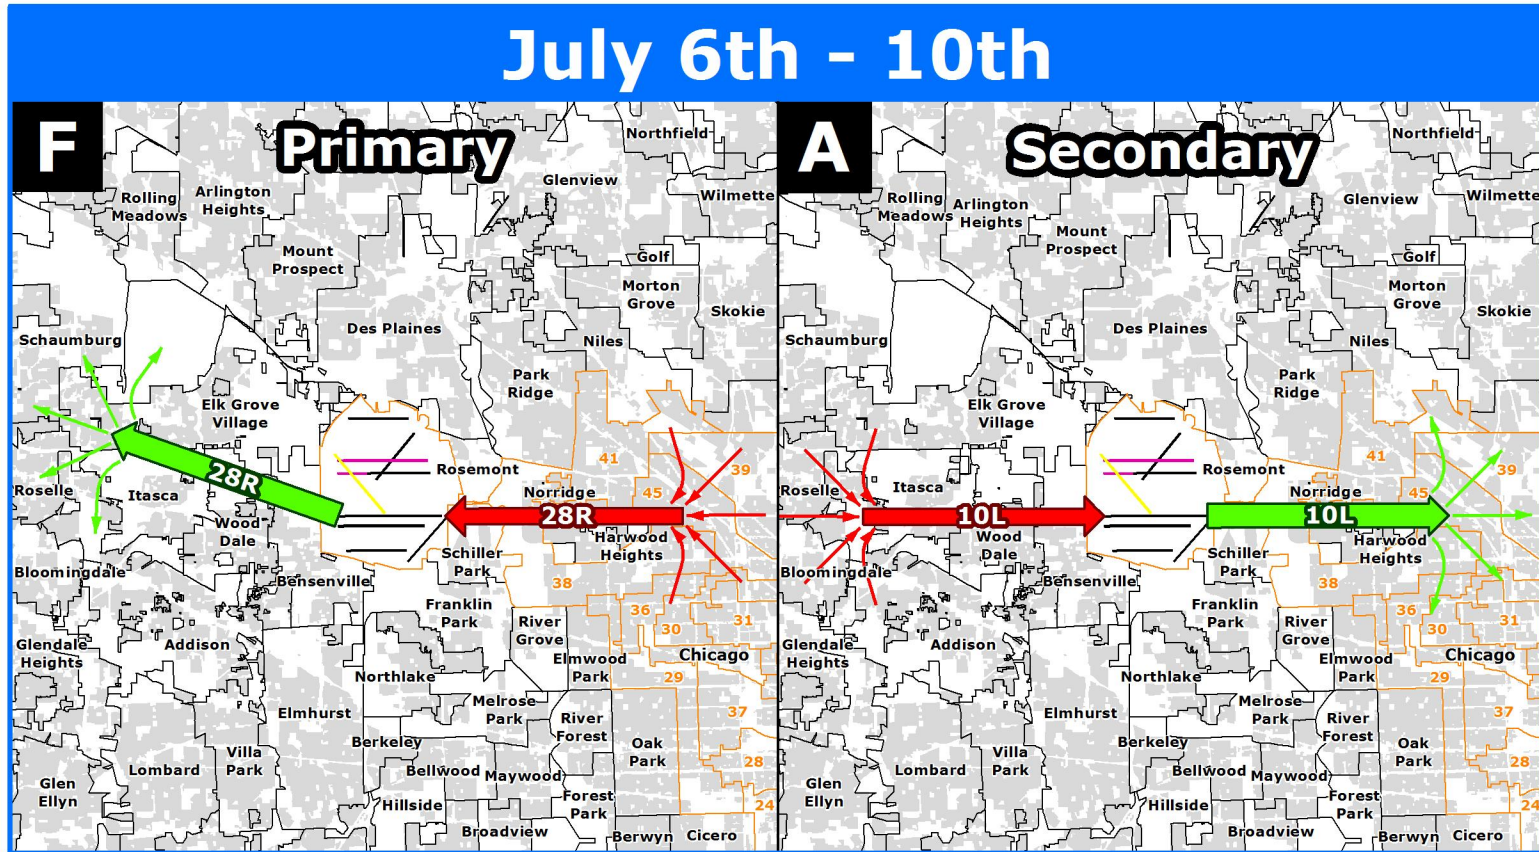 July 6th - 10th
F
Primary
Northfield
Glenview
Rolling
Meadows
Arlington
Heights
Wilmette
Mount
Prospect
Golf
Morton
Grove
Skokie
Des Plaines
Schaumburg
Niles
Park
Ridge
Elk Grove
Village
41
39
Rosemont
28R
Roselle
Itasca
Norridge
45
28R
Wood
Dale
Harwood
Heights
Schiller
Park
Bloomingdale
Bensenville
38
Franklin
Park
36
31
River
Grove
30
Glendale
Heights
Addison
Chicago
Elmwood
Park
Northlake
29
Elmhurst
Melrose
Park
37
River
Forest
Berkeley
Oak
Park
Villa
Park
28
Lombard
Bellwood
Maywood
Glen
Ellyn
Hillside
Forest
Park
24
Broadview
Berwyn
Cicero
A
Secondary
Northfield
Glenview
Rolling
Meadows
Arlington
Heights
Wilmette
Mount
Prospect
Golf
Morton
Grove
Skokie
Des Plaines
Schaumburg
Niles
Park
Ridge
Elk Grove
Village
41
39
Rosemont
Roselle
Itasca
Norridge
45
10L
10L
Wood
Dale
Harwood
Heights
Schiller
Park
Bloomingdale
Bensenville
38
Franklin
Park
36
31
River
Grove
30
Glendale
Heights
Addison
Chicago
Elmwood
Park
Northlake
29
Elmhurst
Melrose
Park
37
River
Forest
Berkeley
Oak
Park
Villa
Park
28
Lombard
Bellwood
Maywood
Glen
Ellyn
Hillside
Forest
Park
24
Broadview
Berwyn
Cicero